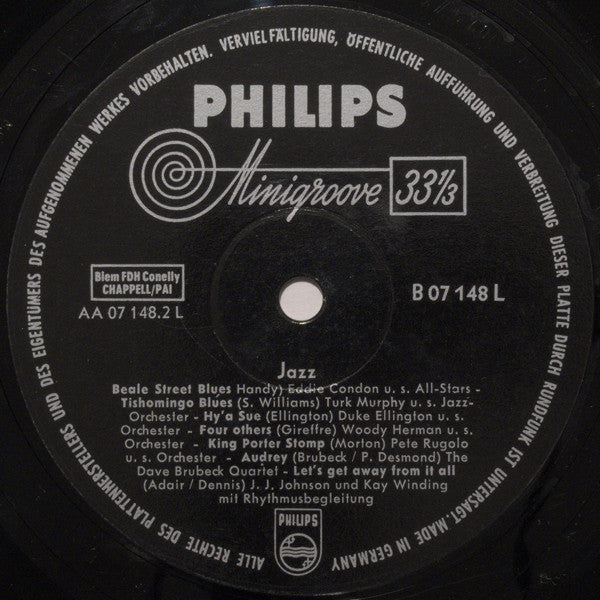 ALLE RECHTE DES PLATTENHERSTELLERS UND DES EIGENTÜMERS DES AUFGENOMMENEN WERKES VORBEHALTEN. VERVIELFÄLTIGUNG, ÖFFENTLICHE AUFFÜHRUNG UND VERBREITUNG DIESER PLATTE DURCH RUNDFUNK IST UNTERSAGT. MADE IN GERMANY
PHILIPS
Minigroove 33⅓
Biem FDH Conelly
CHAPPELL/PAI
AA 07 148.2 L
B 07 148 L
Jazz
Beale Street Blues Handy) Eddie Condon u. s. All-Stars -
Tishomingo Blues (S. Williams) Turk Murphy u. s. Jazz-
Orchester - Hy'a Sue (Ellington) Duke Ellington u. s.
Orchester - Four others (Gireffre) Woody Herman u. s.
Orchester - King Porter Stomp (Morton) Pete Rugolo
u. s. Orchester - Audrey (Brubeck / P. Desmond) The
Dave Brubeck Quartet - Let's get away from it all
(Adair / Dennis) J. J. Johnson und Kay Winding
mit Rhythmusbegleitung
PHILIPS